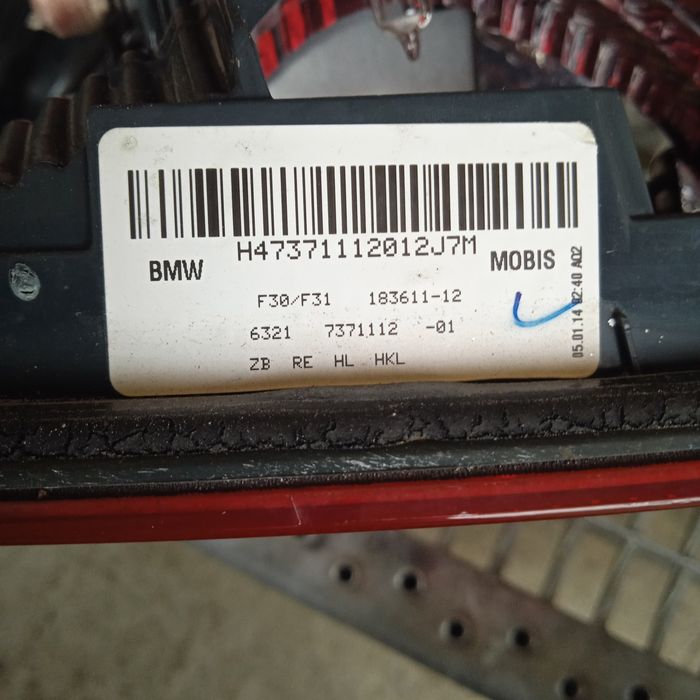 H47371112012J7M
BMW MOBIS
F30/F31 183611-12
6321 7371112 -01
ZB RE HL HKL
05.01.14 02:40 A02